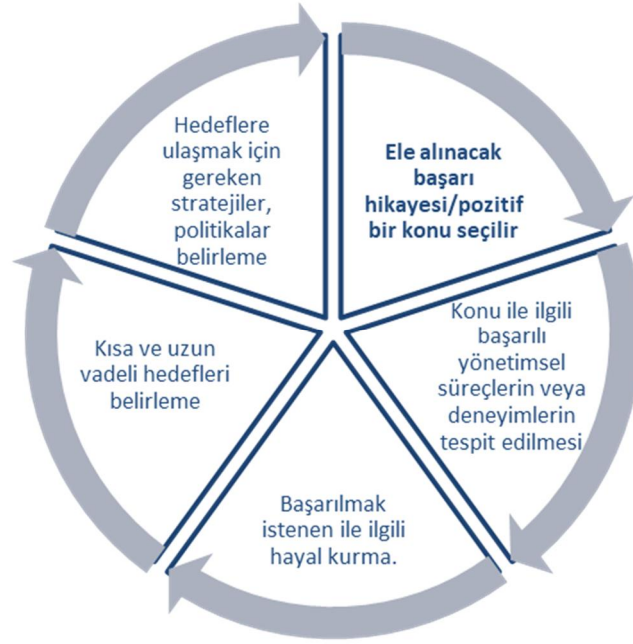 Ele alınacak
başarı
hikayesi/pozitif
bir konu seçilir
Konu ile ilgili
başarılı
yönetimsel
süreçlerin veya
deneyimlerin
tespit edilmesi
Başarılmak
istenen ile ilgili
hayal kurma.
Kısa ve uzun
vadeli hedefleri
belirleme
Hedeflere
ulaşmak için
gereken
stratejiler,
politikalar
belirleme